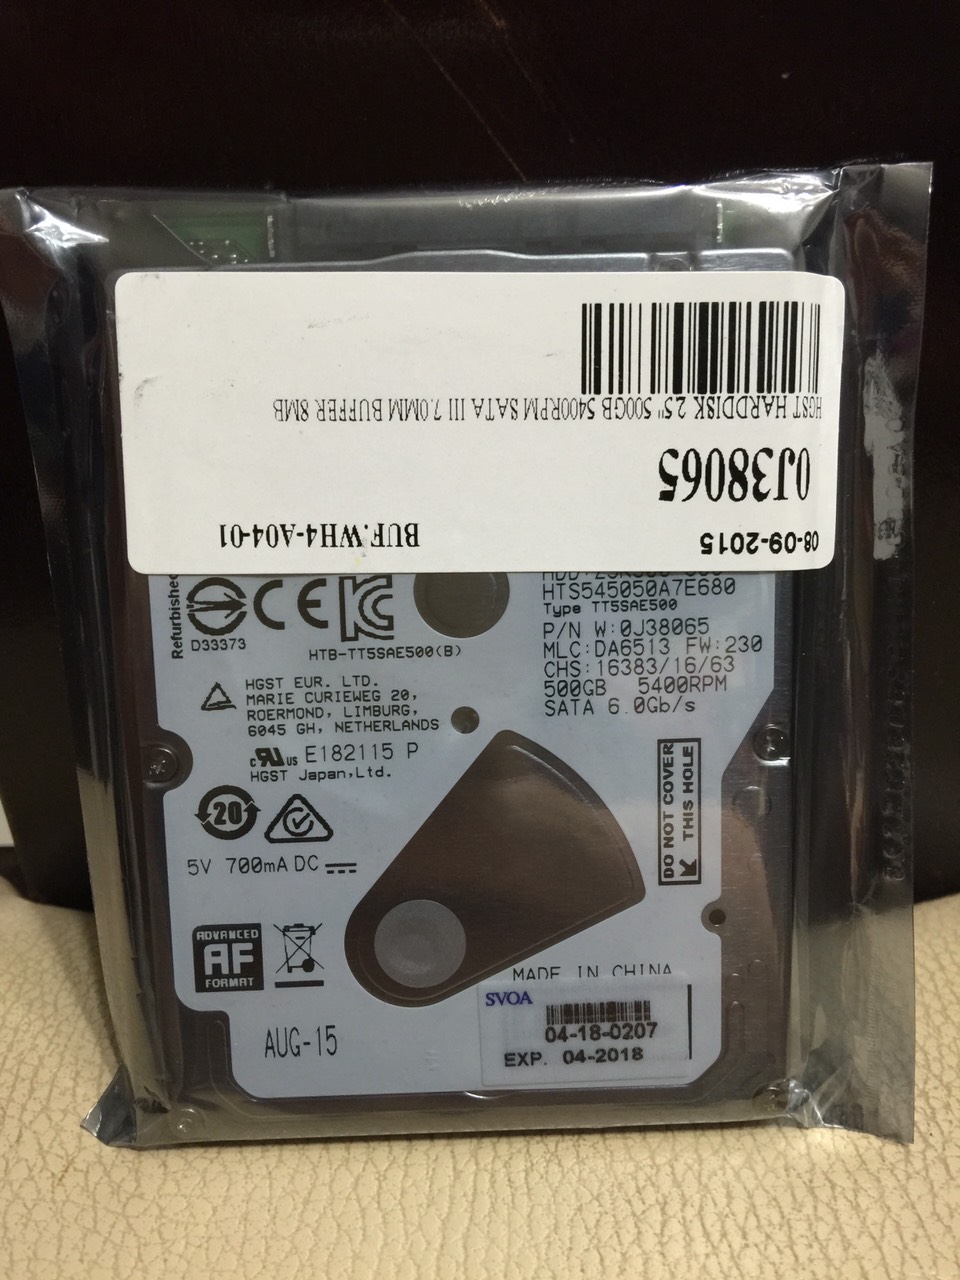 HGST HARDDISK 2.5" 500GB 5400RPM SATA III 7.0MM BUFFER 8MB
0J38065
08-09-2015
BUF.WH4-A04-01
HTS545050A7E680
Type TT5SAE500
P/N W:0J38065
MLC:DA6513 FW:230
CHS:16383/16/63
500GB 5400RPM
SATA 6.0Gb/s
Refurbished
D33373
CE
HTB-TT5SAE500(B)
HGST EUR. LTD.
MARIE CURIEWEG 20,
ROERMOND, LIMBURG,
6045 GH, NETHERLANDS
c RU us E182115 P
HGST Japan,Ltd.
20
5V 700mA DC
DO NOT COVER
THIS HOLE
ADVANCED
AF
FORMAT
MADE IN CHINA
AUG-15
SVOA
04-18-0207
EXP. 04-2018